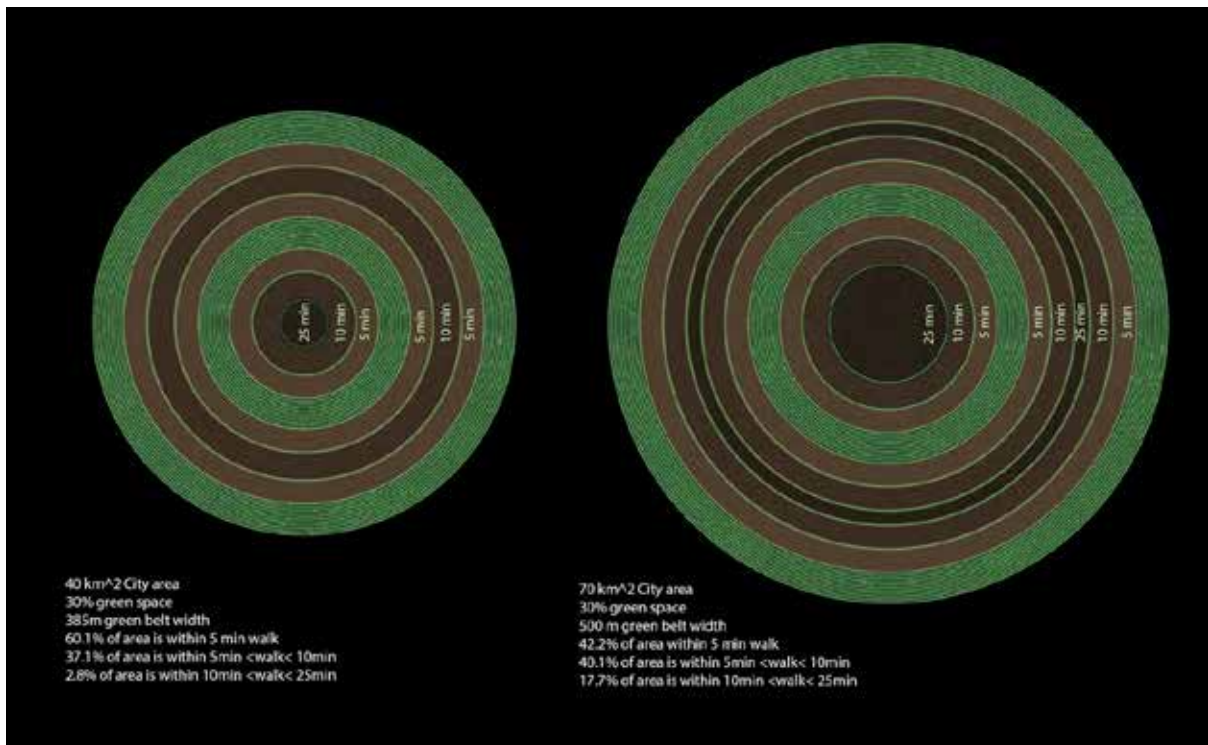 25 min
10 min
5 min
5 min
10 min
5 min
40 km^2 City area
30% green space
385m green belt width
60.1% of area is within 5 min walk
37.1% of area is within 5min <walk< 10min
2.8% of area is within 10min <walk< 25min
25 min
10 min
5 min
5 min
10 min
25 min
10 min
5 min
70 km^2 City area
30% green space
500 m green belt width
42.2% of area within 5 min walk
40.1% of area is within 5min <walk< 10min
17.7% of area is within 10min <walk< 25min